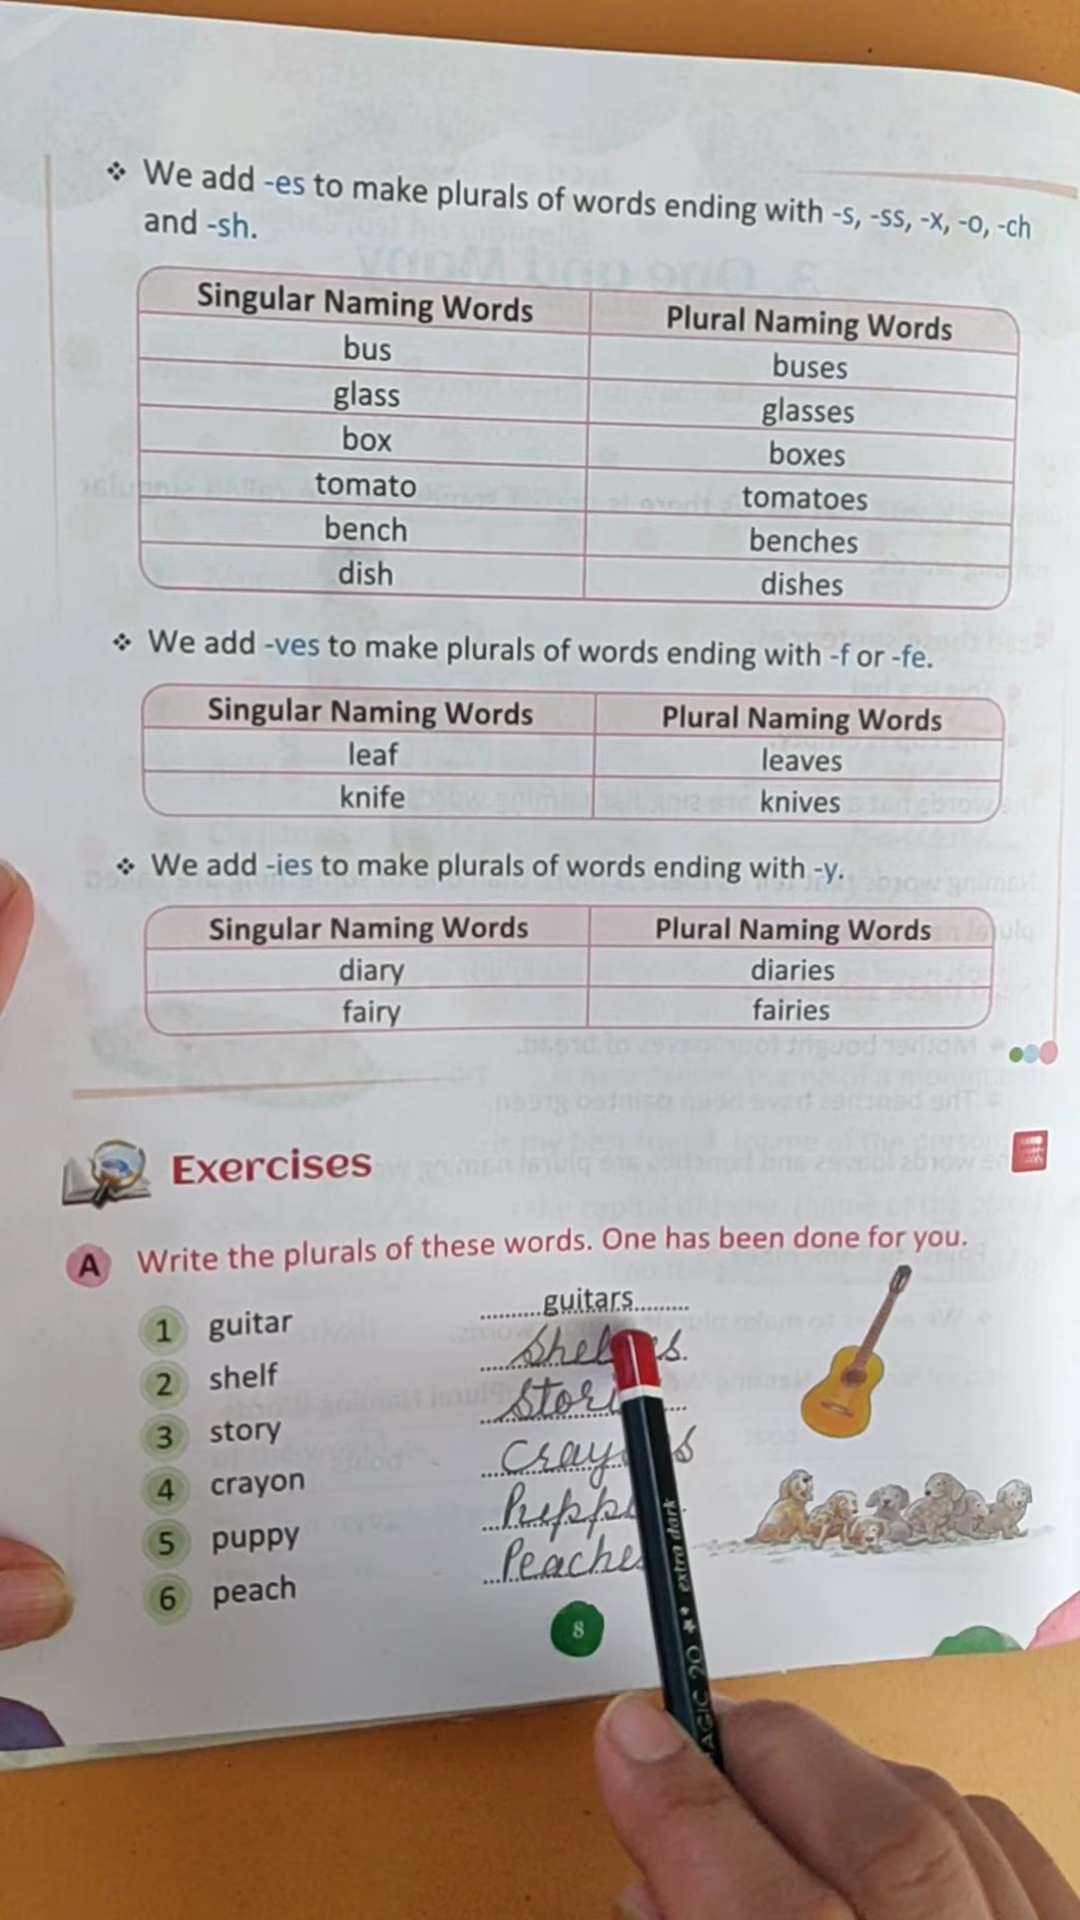 ❖ We add -es to make plurals of words ending with -s, -ss, -x, -o, -ch
and -sh.
Singular Naming Words Plural Naming Words
bus buses
glass glasses
box boxes
tomato tomatoes
bench benches
dish dishes
❖ We add -ves to make plurals of words ending with -f or -fe.
Singular Naming Words Plural Naming Words
leaf leaves
knife knives
❖ We add -ies to make plurals of words ending with -y.
Singular Naming Words Plural Naming Words
diary diaries
fairy fairies
Exercises
A Write the plurals of these words. One has been done for you.
1 guitar guitars
2 shelf
3 story
4 crayon
5 puppy
6 peach
8
extra dark